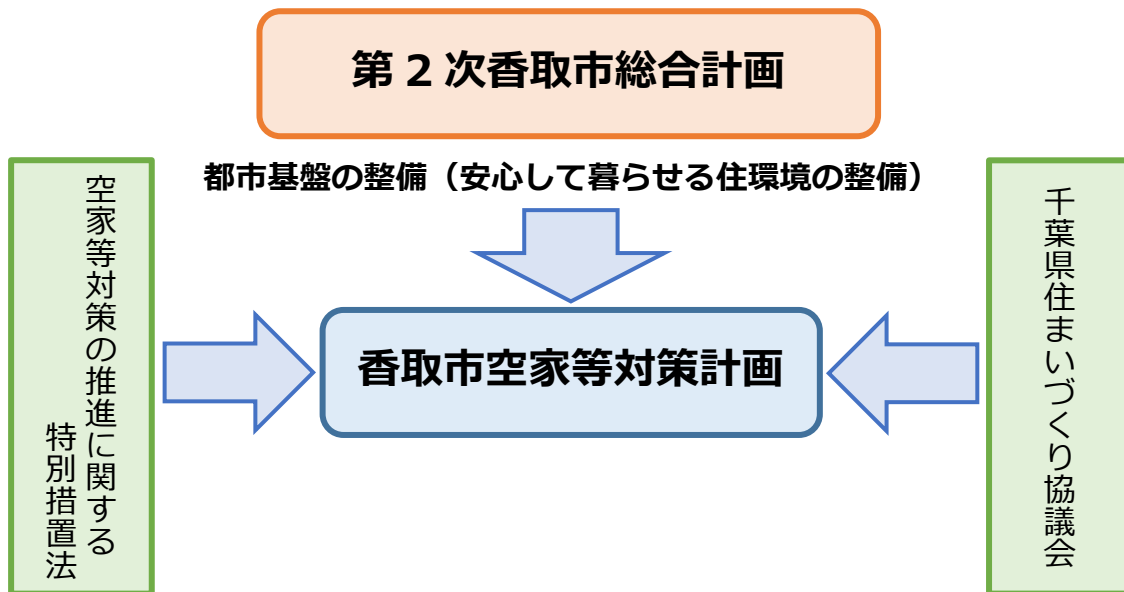 第2次香取市総合計画
都市基盤の整備（安心して暮らせる住環境の整備）
空家等対策の推進に関する
特別措置法
香取市空家等対策計画
千葉県住まいづくり協議会